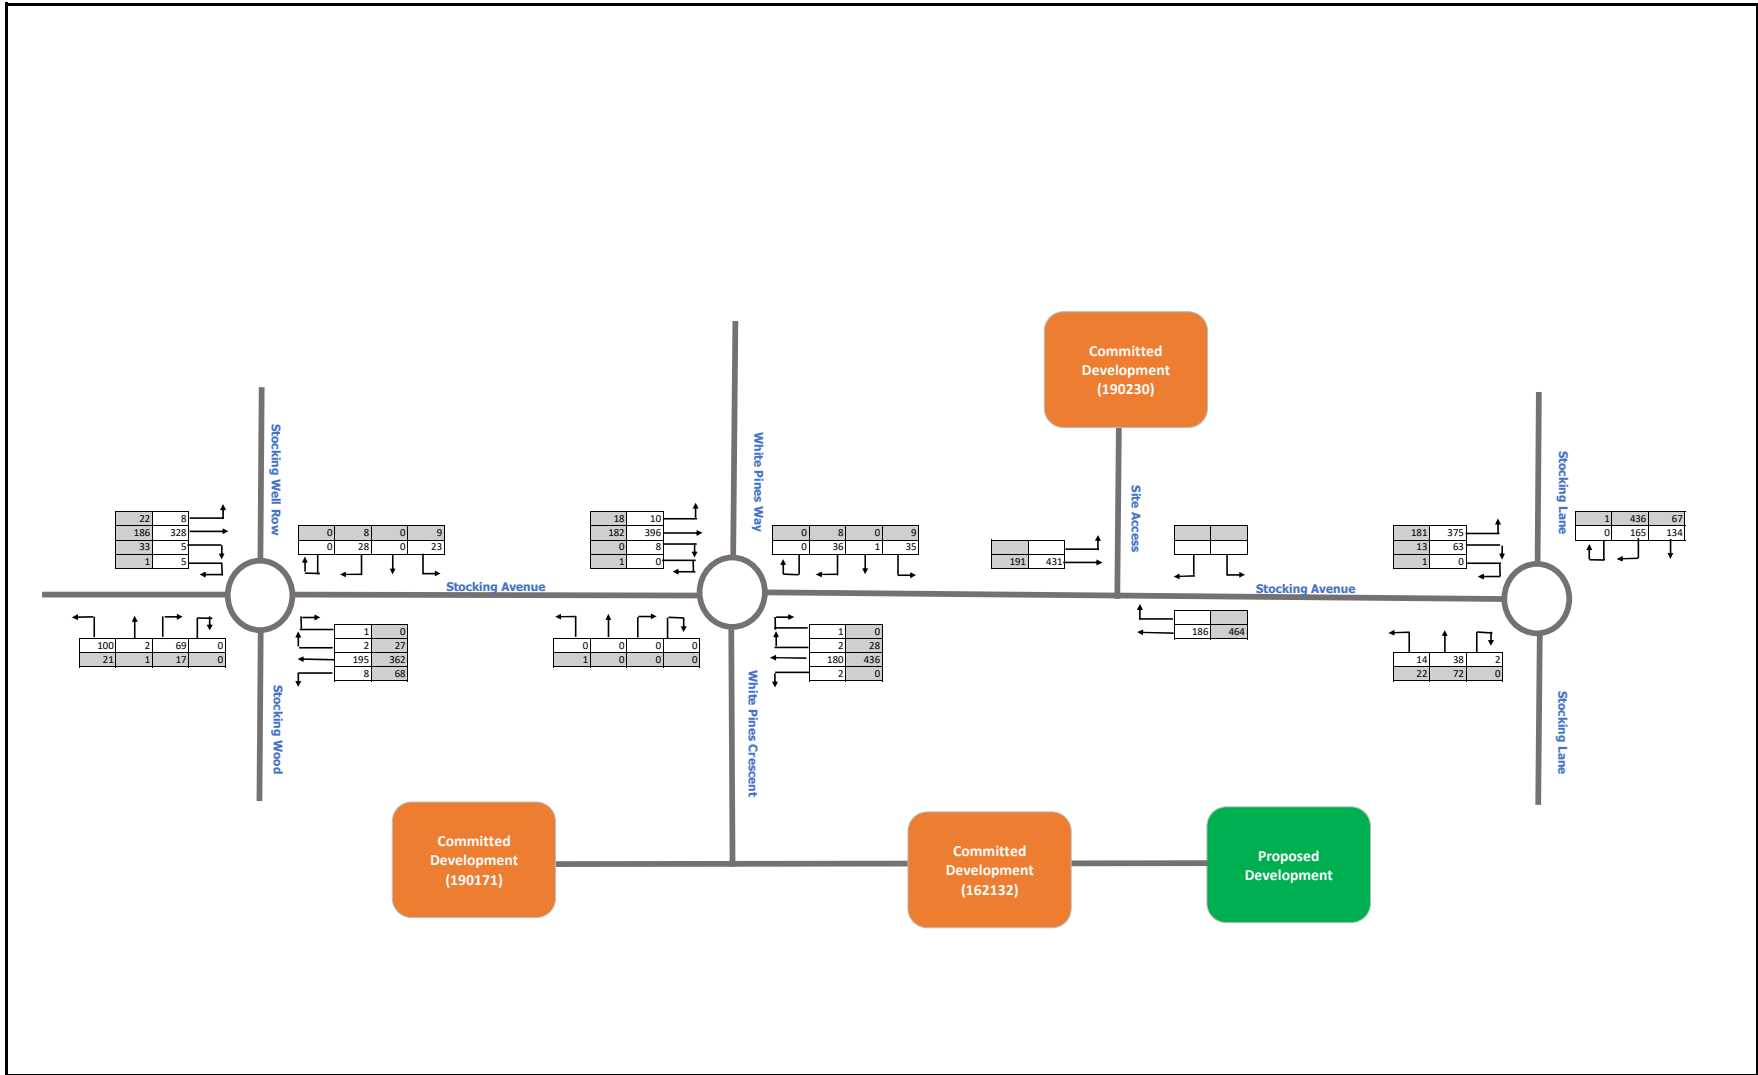 Committed
Development
(190230)
Stocking Well Row
White Pines Way
Site Access
Stocking Lane
22 8
186 328
33 5
1 5
0 8 0 9
0 28 0 23
18 10
182 396
0 8
1 0
0 8 0 9
0 36 1 35
191 431
181 375
13 63
1 0
1 436 67
0 165 134
Stocking Avenue
Stocking Avenue
100 2 69 0
21 1 17 0
1 0
2 27
195 362
8 68
0 0 0 0
1 0 0 0
1 0
2 28
180 436
2 0
186 464
14 38 2
22 72 0
Stocking Wood
White Pines Crescent
Stocking Lane
Committed
Development
(190171)
Committed
Development
(162132)
Proposed
Development